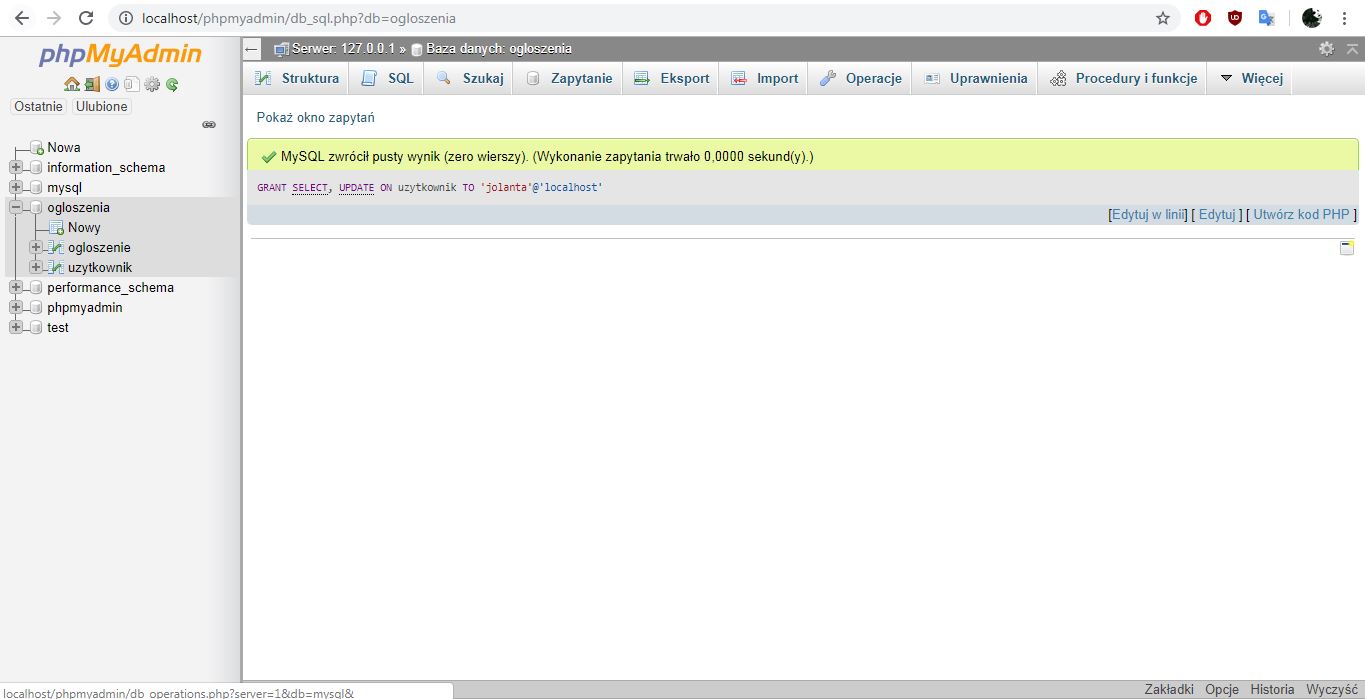 localhost/phpmyadmin/db_sql.php?db=ogloszenia
phpMyAdmin
Ostatnie Ulubione
Nowa
information_schema
mysql
ogloszenia
Nowy
ogloszenie
uzytkownik
performance_schema
phpmyadmin
test
Serwer: 127.0.0.1 » Baza danych: ogloszenia
Struktura SQL Szukaj Zapytanie Eksport Import Operacje Uprawnienia Procedury i funkcje Więcej
Pokaż okno zapytań
MySQL zwrócił pusty wynik (zero wierszy). (Wykonanie zapytania trwało 0,0000 sekund(y).)
GRANT SELECT, UPDATE ON uzytkownik TO 'jolanta'@'localhost'
[Edytuj w linii] [ Edytuj ] [ Utwórz kod PHP ]
localhost/phpmyadmin/db_operations.php?server=1&db=mysql&
Zakładki Opcje Historia Wyczyść